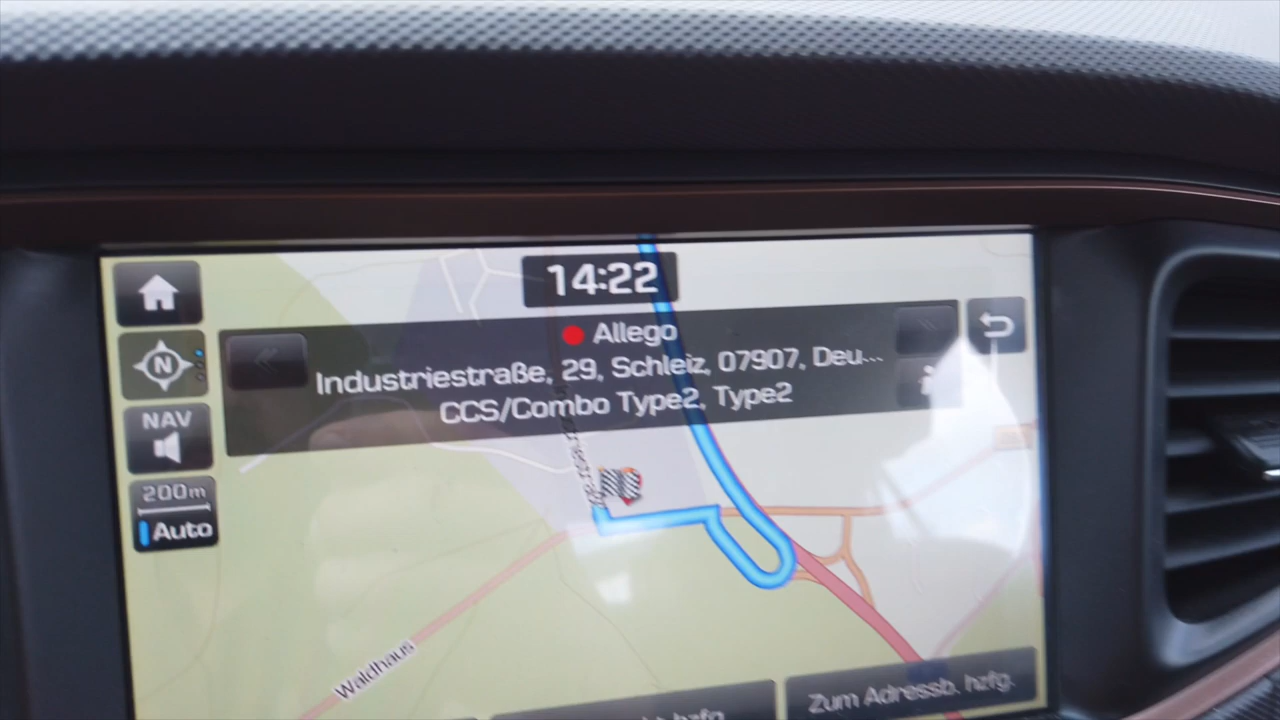 14:22
Allego
Industriestraße, 29, Schleiz, 07907, Deu...
CCS/Combo Type2, Type2
N
NAV
200m
Auto
Waldhaus
hzfg.
Zum Adressb. hzfg.